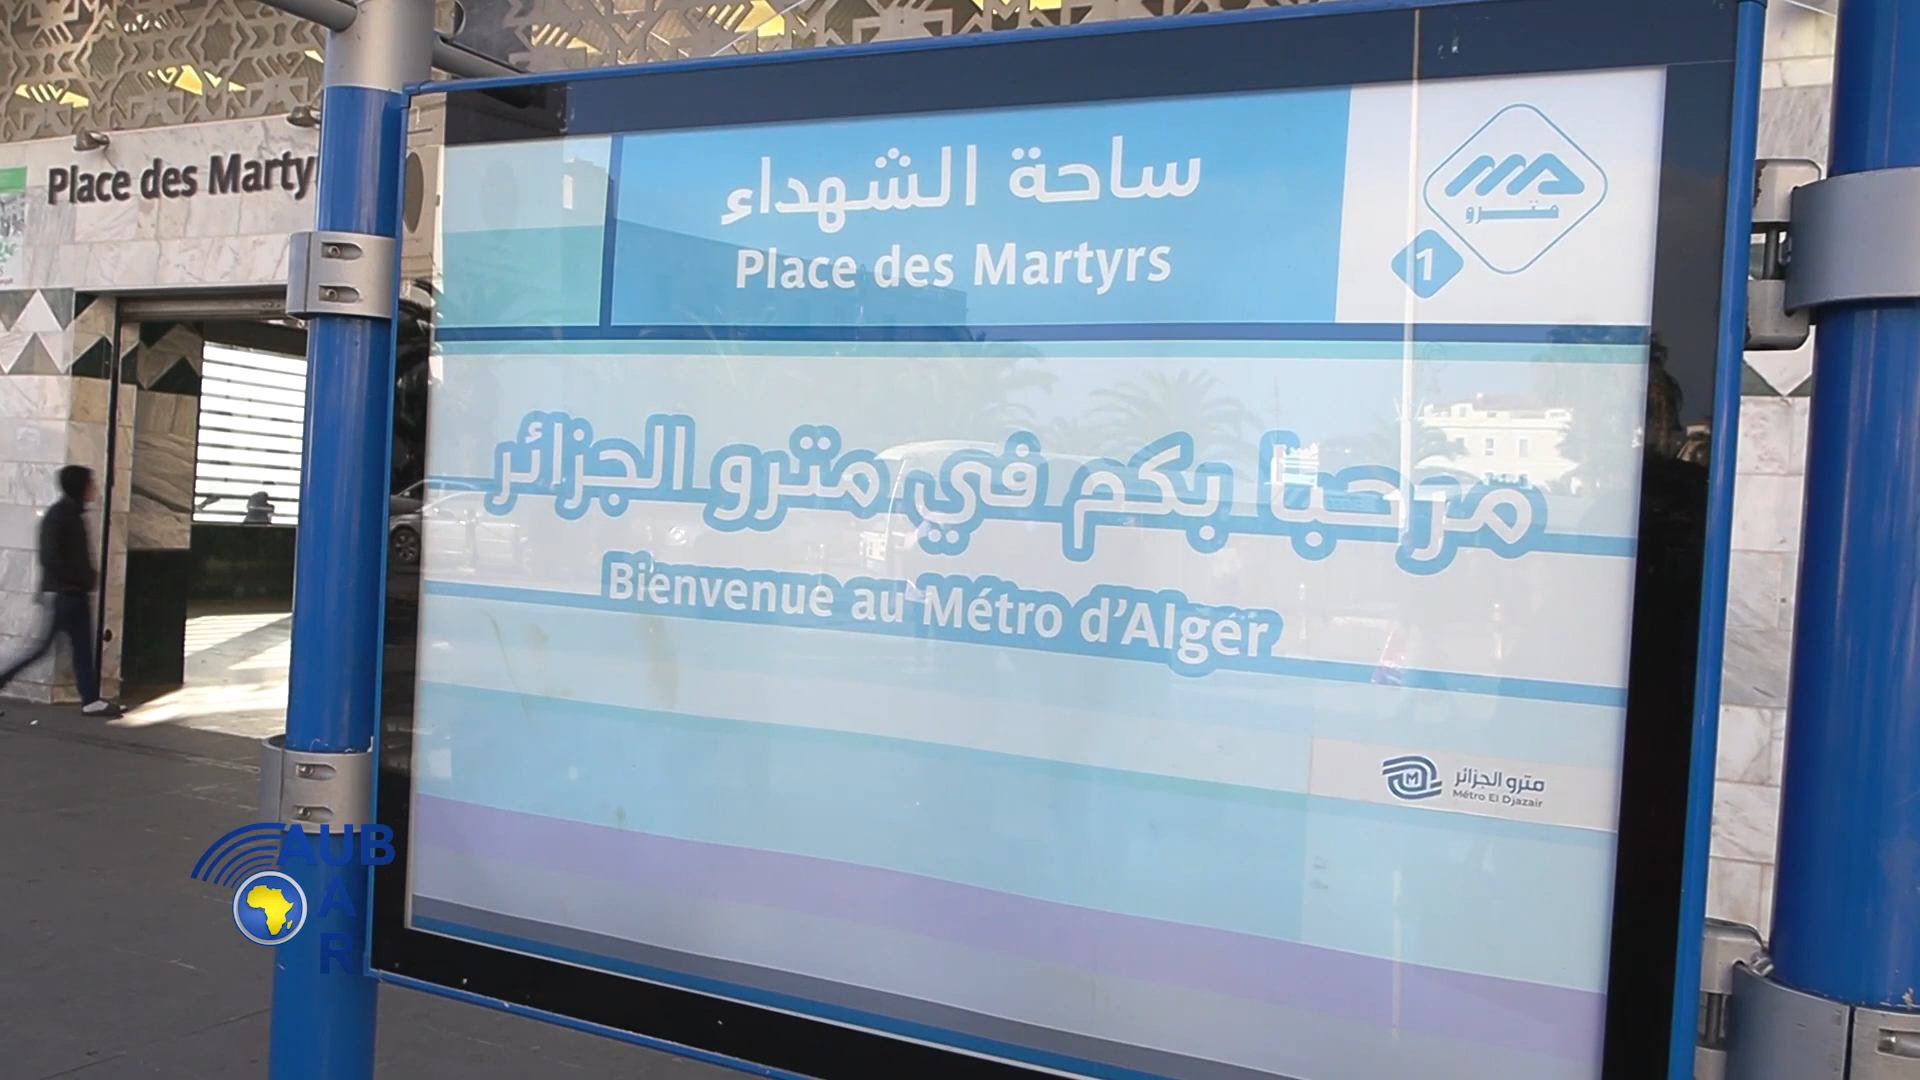 Place des Marty
ساحة الشهداء
Place des Martyrs
مترو
1
مرحبا بكم في مترو الجزائر
Bienvenue au Métro d'Alger
مترو الجزائر
Métro El Djazair
M
AUB
A
R